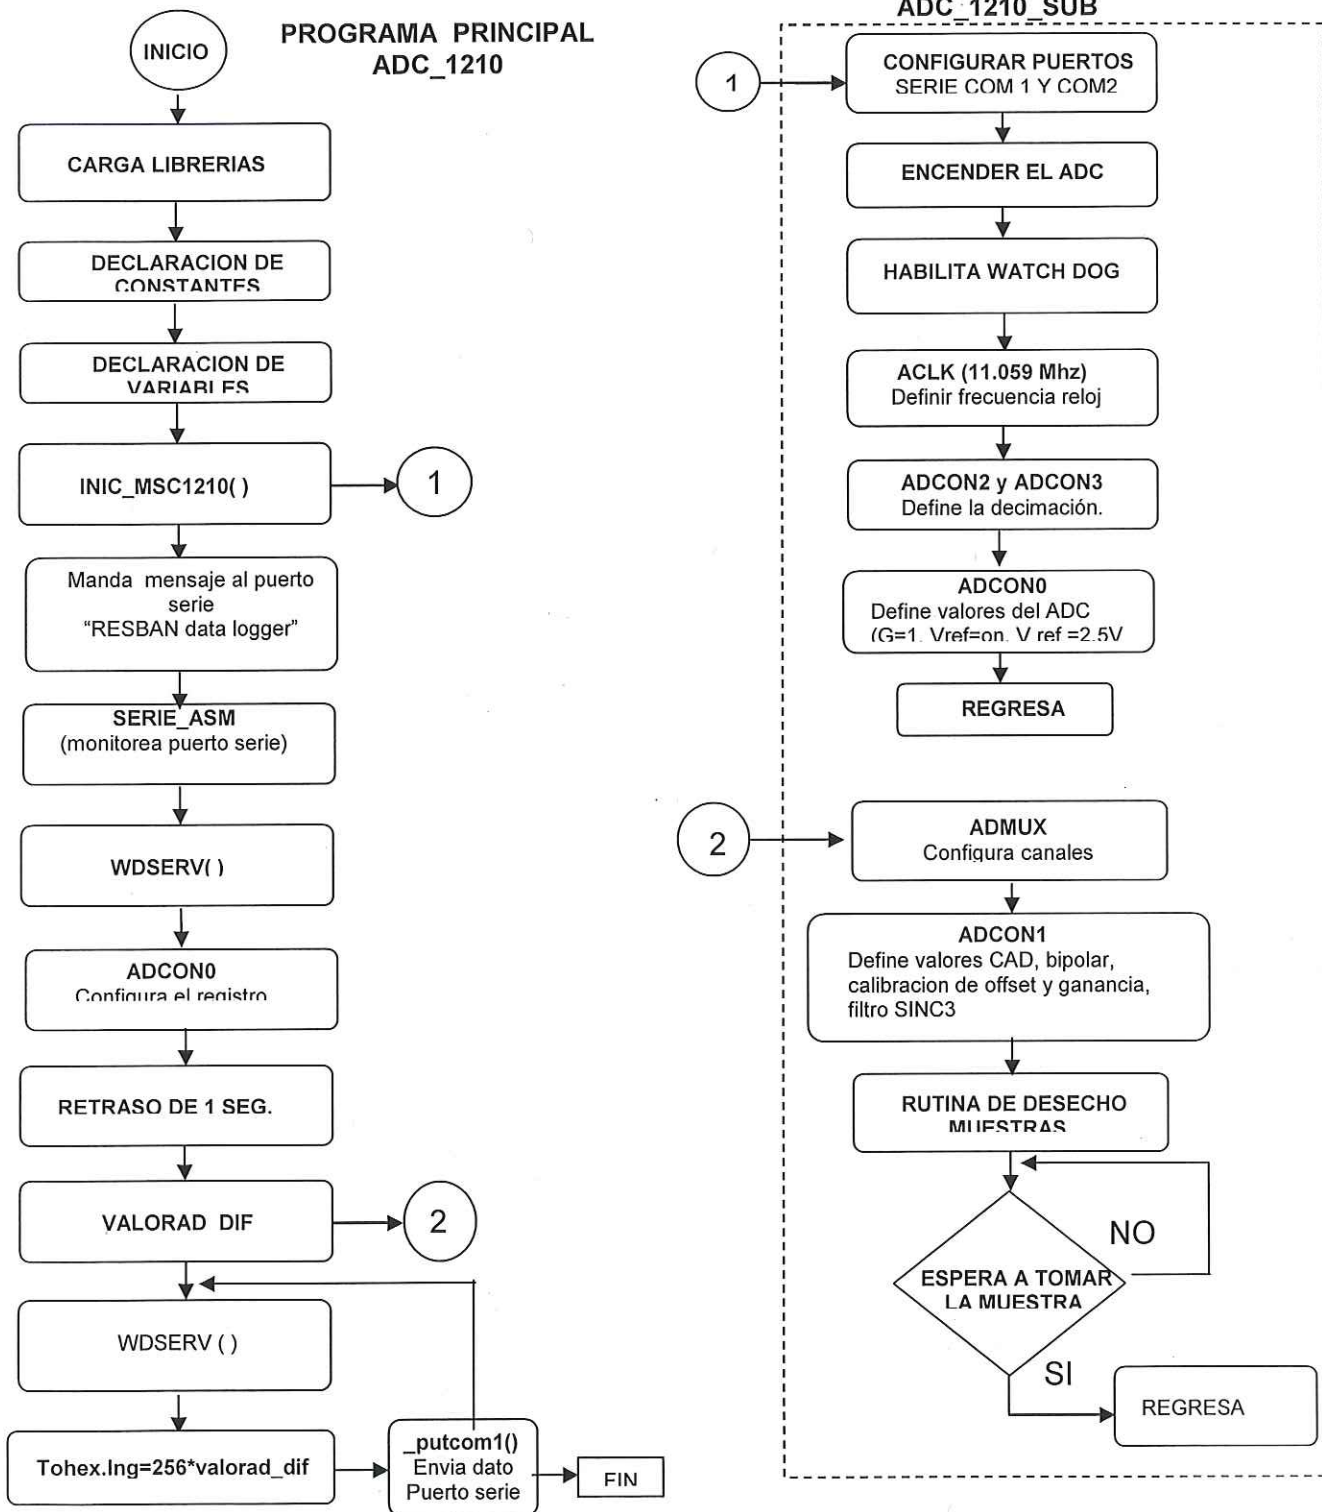 PROGRAMA PRINCIPAL
ADC_1210
INICIO
CARGA LIBRERIAS
DECLARACION DE
CONSTANTES
DECLARACION DE
VARIABLES
INIC_MSC1210( )
1
Manda mensaje al puerto
serie
“RESBAN data logger”
SERIE_ASM
(monitorea puerto serie)
WDSERV( )
ADCON0
Configura el registro
RETRASO DE 1 SEG.
VALORAD DIF
2
WDSERV ( )
Tohex.lng=256*valorad_dif
_putcom1()
Envia dato
Puerto serie
FIN
ADC_1210_SUB
1
CONFIGURAR PUERTOS
SERIE COM 1 Y COM2
ENCENDER EL ADC
HABILITA WATCH DOG
ACLK (11.059 Mhz)
Definir frecuencia reloj
ADCON2 y ADCON3
Define la decimación.
ADCON0
Define valores del ADC
(G=1, Vref=on, V ref =2.5V
REGRESA
2
ADMUX
Configura canales
ADCON1
Define valores CAD, bipolar,
calibracion de offset y ganancia,
filtro SINC3
RUTINA DE DESECHO
MUESTRAS
NO
ESPERA A TOMAR
LA MUESTRA
SI
REGRESA